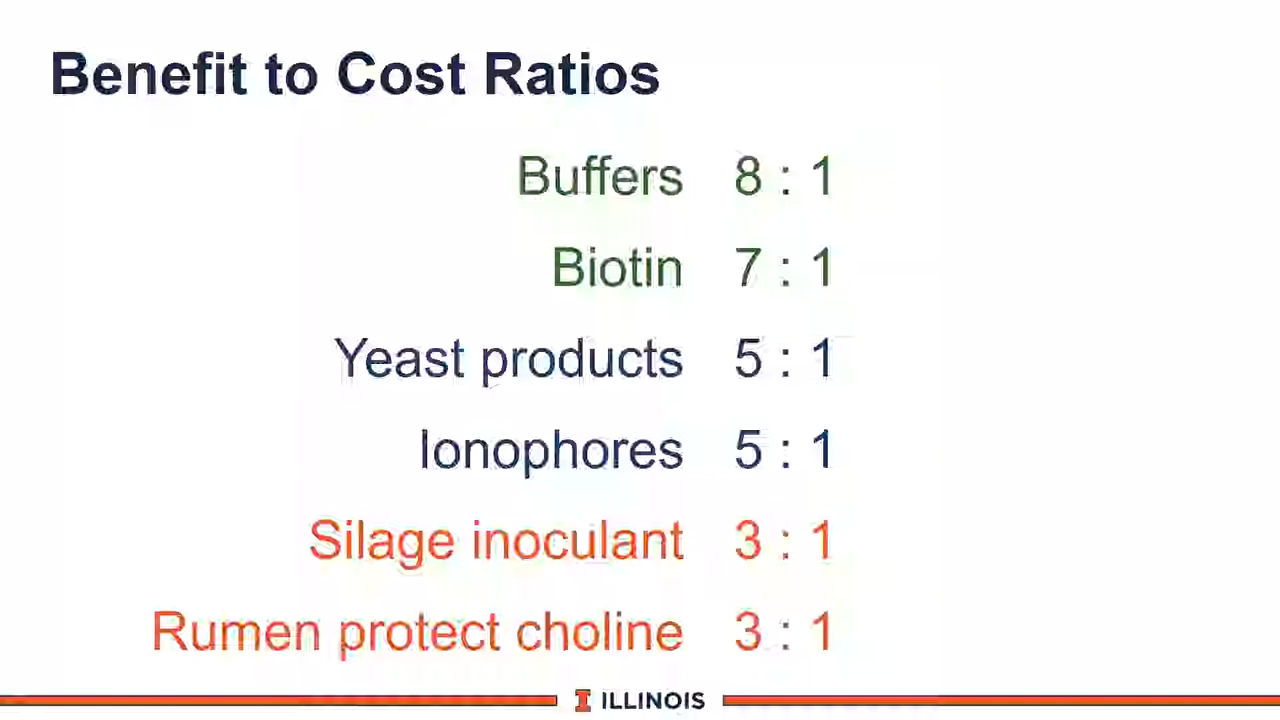 Benefit to Cost Ratios
Buffers 8 : 1
Biotin 7 : 1
Yeast products 5 : 1
Ionophores 5 : 1
Silage inoculant 3 : 1
Rumen protect choline 3 : 1
I ILLINOIS